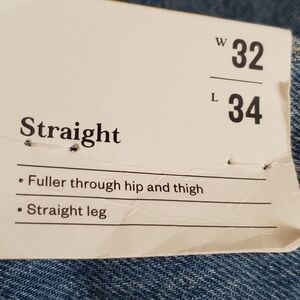 W 32
L 34
Straight
• Fuller through hip and thigh
• Straight leg